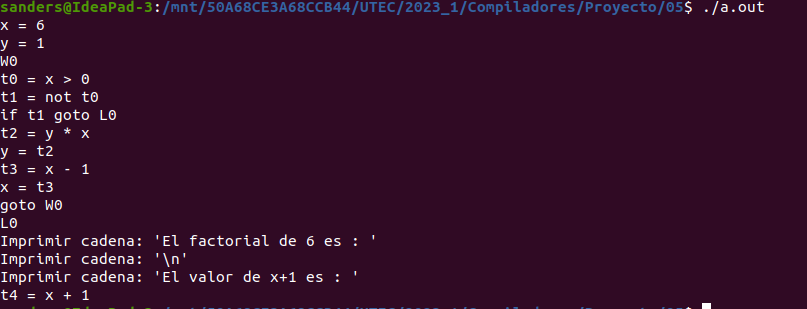 sanders@IdeaPad-3:/mnt/50A68CE3A68CCB44/UTEC/2023_1/Compiladores/Proyecto/05$ ./a.out
x = 6
y = 1
W0
t0 = x > 0
t1 = not t0
if t1 goto L0
t2 = y * x
y = t2
t3 = x - 1
x = t3
goto W0
L0
Imprimir cadena: 'El factorial de 6 es : '
Imprimir cadena: '\n'
Imprimir cadena: 'El valor de x+1 es : '
t4 = x + 1